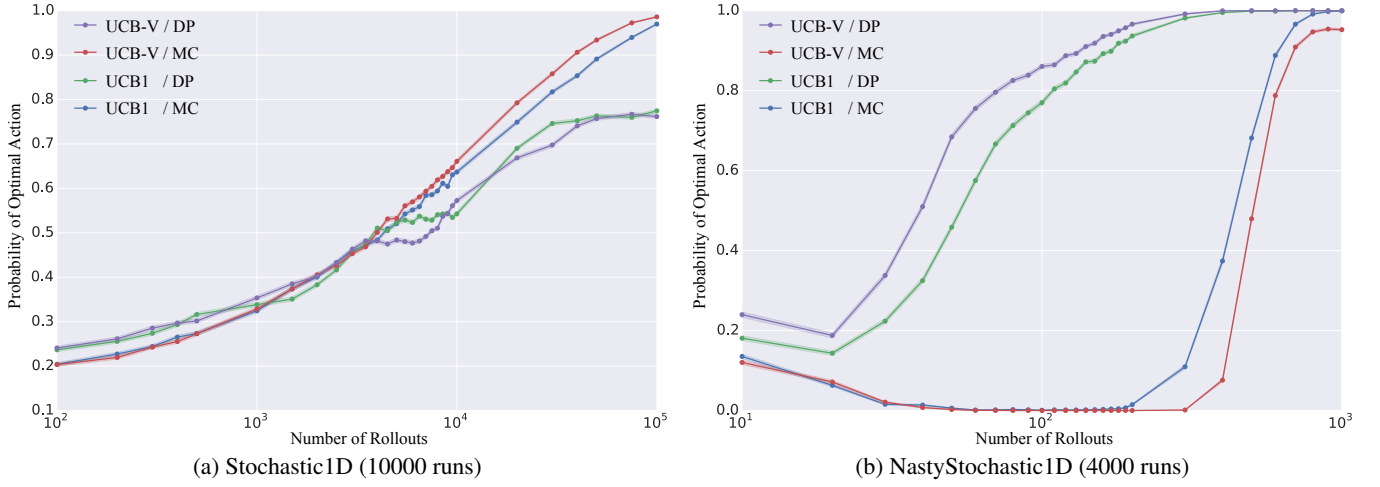 UCB-V / DP
UCB-V / MC
UCB1 / DP
UCB1 / MC
Probability of Optimal Action
1.0
0.9
0.8
0.7
0.6
0.5
0.4
0.3
0.2
0.1
10^2
10^3
10^4
10^5
Number of Rollouts
(a) Stochastic1D (10000 runs)
UCB-V / DP
UCB-V / MC
UCB1 / DP
UCB1 / MC
Probability of Optimal Action
1.0
0.8
0.6
0.4
0.2
0.0
10^1
10^2
10^3
Number of Rollouts
(b) NastyStochastic1D (4000 runs)